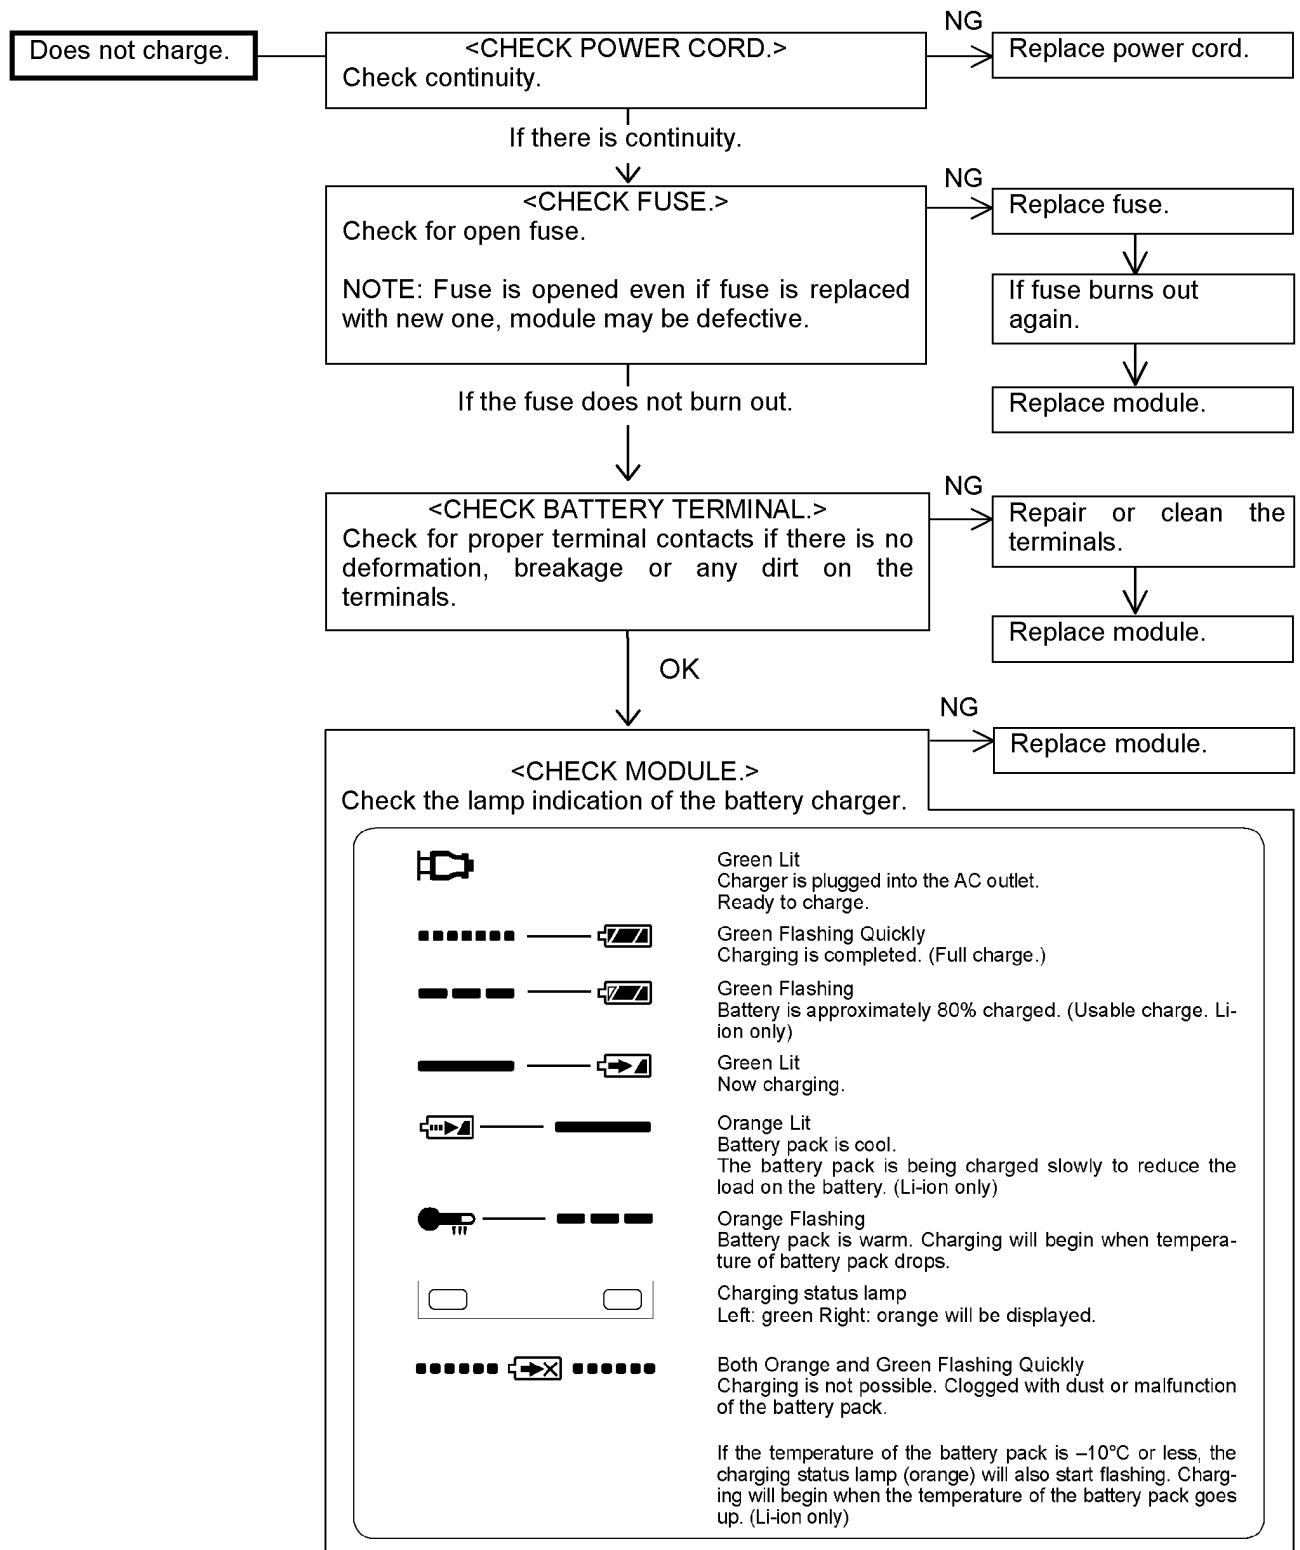 Does not charge.
<CHECK POWER CORD.>
Check continuity.
NG
Replace power cord.
If there is continuity.
<CHECK FUSE.>
Check for open fuse.
NOTE: Fuse is opened even if fuse is replaced
with new one, module may be defective.
NG
Replace fuse.
If fuse burns out
again.
Replace module.
If the fuse does not burn out.
<CHECK BATTERY TERMINAL.>
Check for proper terminal contacts if there is no
deformation, breakage or any dirt on the
terminals.
NG
Repair or clean the
terminals.
Replace module.
OK
NG
Replace module.
<CHECK MODULE.>
Check the lamp indication of the battery charger.
Green Lit
Charger is plugged into the AC outlet.
Ready to charge.
Green Flashing Quickly
Charging is completed. (Full charge.)
Green Flashing
Battery is approximately 80% charged. (Usable charge. Li-
ion only)
Green Lit
Now charging.
Orange Lit
Battery pack is cool.
The battery pack is being charged slowly to reduce the
load on the battery. (Li-ion only)
Orange Flashing
Battery pack is warm. Charging will begin when tempera-
ture of battery pack drops.
Charging status lamp
Left: green Right: orange will be displayed.
Both Orange and Green Flashing Quickly
Charging is not possible. Clogged with dust or malfunction
of the battery pack.
If the temperature of the battery pack is –10°C or less, the
charging status lamp (orange) will also start flashing. Charg-
ing will begin when the temperature of the battery pack goes
up. (Li-ion only)